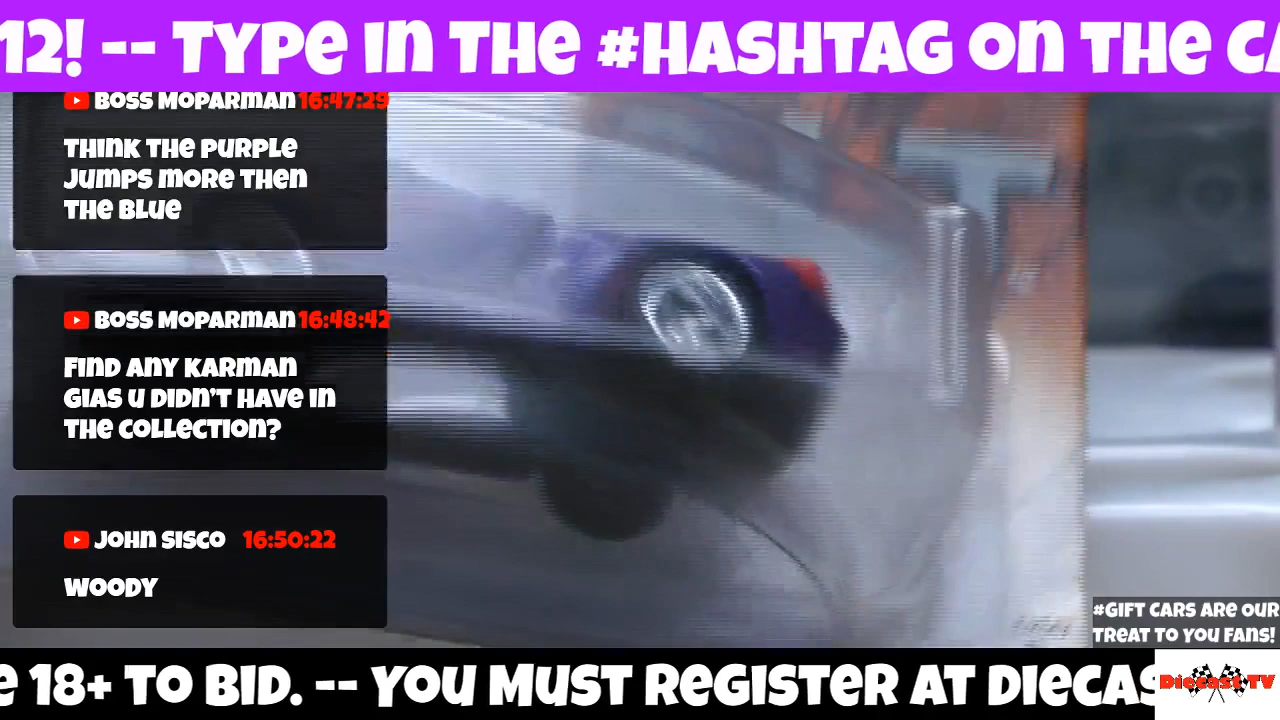 12! -- TYPE IN THE #HASHTAG ON THE CA
BOSS MOPARMAN 16:47:29
THINK THE PURPLE
JUMPS MORE THEN
THE BLUE
BOSS MOPARMAN 16:48:42
FIND ANY KARMAN
GIAS U DIDN'T HAVE IN
THE COLLECTION?
JOHN SISCO 16:50:22
WOODY
#GIFT CARS ARE OUR
TREAT TO YOU FANS!
E 18+ TO BID. -- YOU MUST REGISTER AT DIECAS
Diecast TV